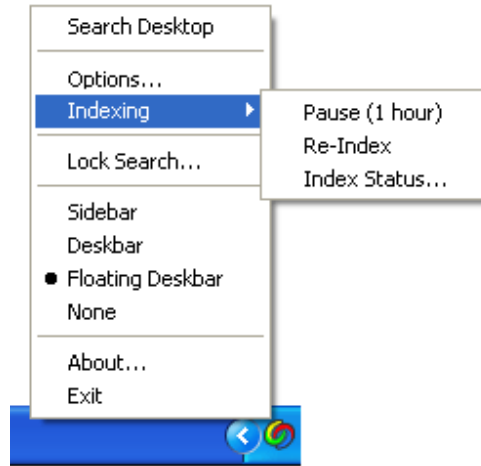 Search Desktop
Options...
Indexing
Pause (1 hour)
Re-Index
Index Status...
Lock Search...
Sidebar
Deskbar
Floating Deskbar
None
About...
Exit